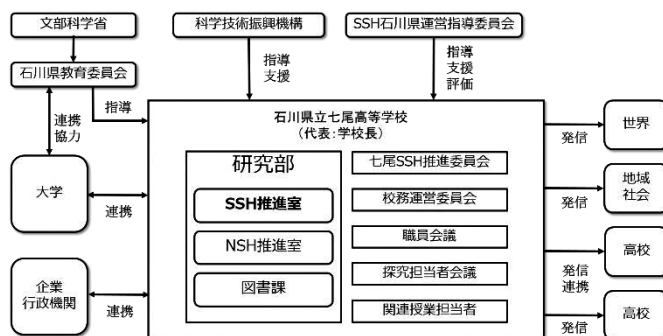 文部科学省
科学技術振興機構
SSH石川県運営指導委員会
石川県教育委員会
指導
支援
指導
支援
評価
指導
連携
協力
石川県立七尾高等学校
（代表：学校長）
研究部
SSH推進室
NSH推進室
図書課
七尾SSH推進委員会
校務運営委員会
職員会議
探究担当者会議
関連授業担当者
大学
連携
企業
行政機関
連携
発信
世界
発信
地域
社会
発信
連携
高校
発信
高校